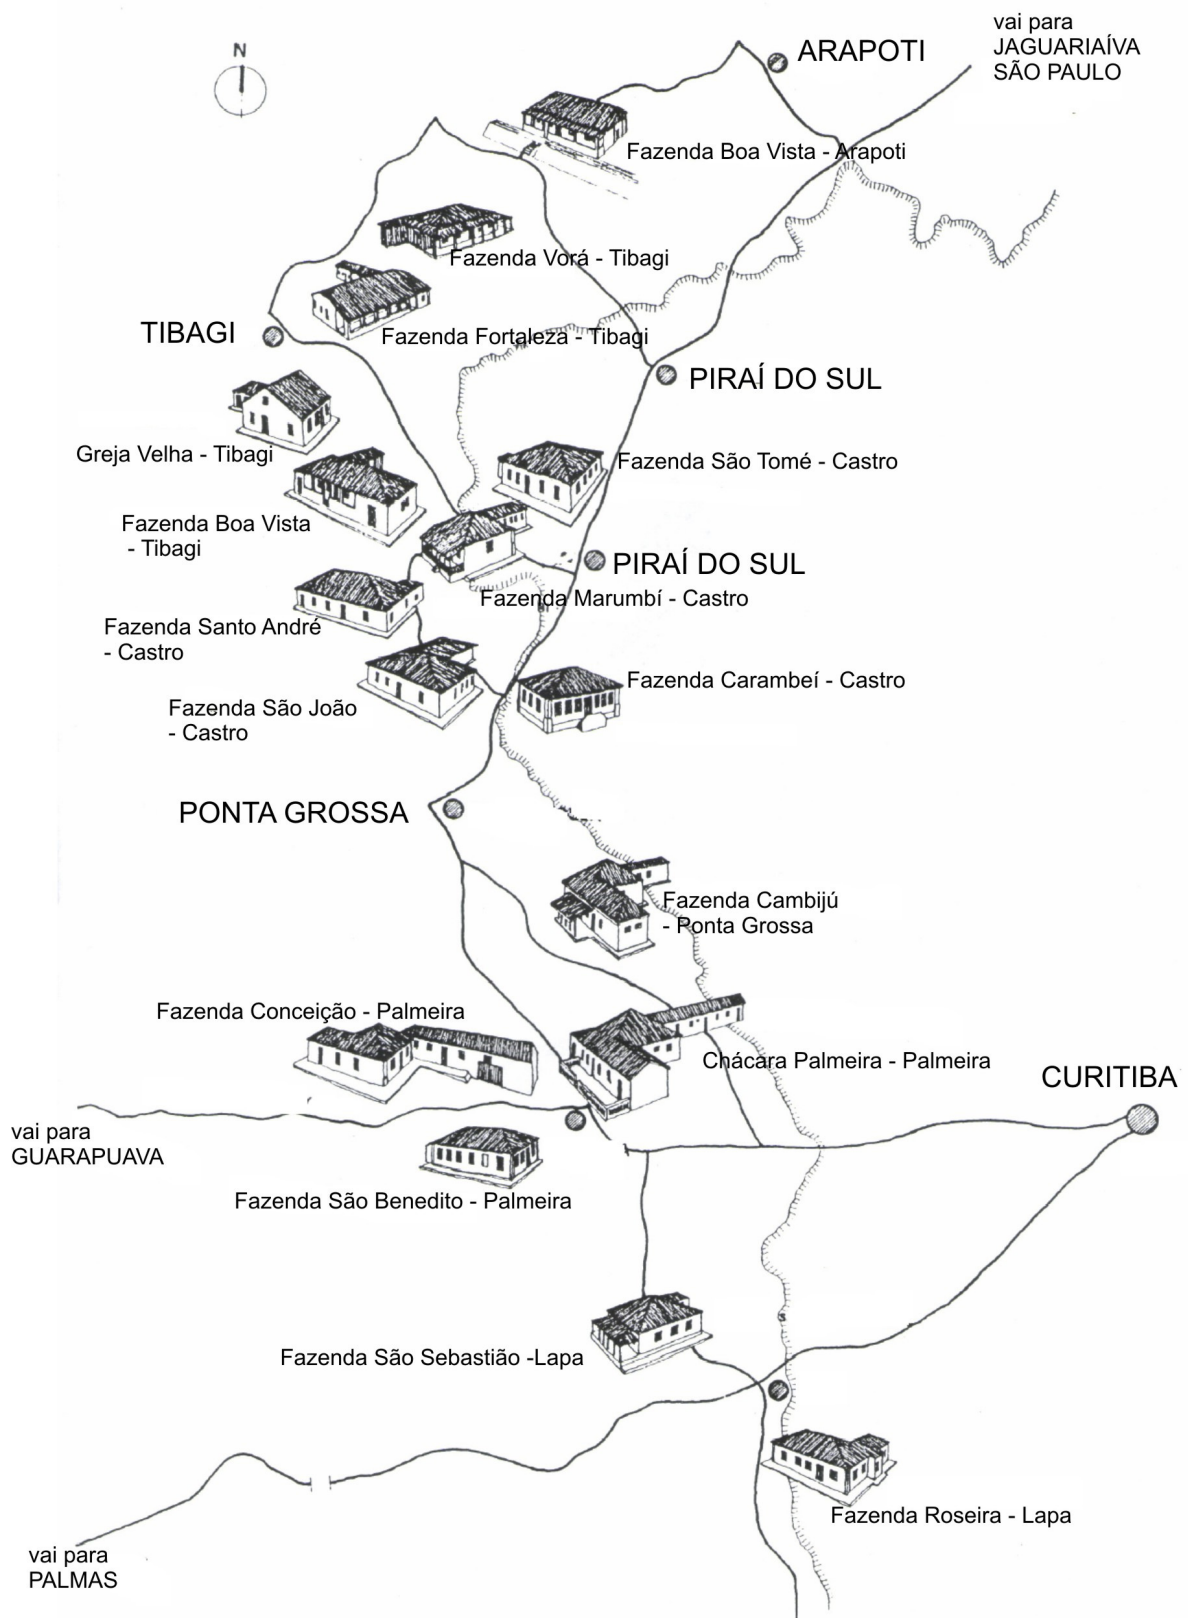 vai para
JAGUARIAÍVA
SÃO PAULO
ARAPOTI
N
Fazenda Boa Vista - Arapoti
Fazenda Vorá - Tibagi
TIBAGI
Fazenda Fortaleza - Tibagi
PIRAÍ DO SUL
Greja Velha - Tibagi
Fazenda São Tomé - Castro
Fazenda Boa Vista
- Tibagi
PIRAÍ DO SUL
Fazenda Marumbí - Castro
Fazenda Santo André
- Castro
Fazenda Carambeí - Castro
Fazenda São João
- Castro
PONTA GROSSA
Fazenda Cambijú
- Ponta Grossa
Fazenda Conceição - Palmeira
Chácara Palmeira - Palmeira
CURITIBA
vai para
GUARAPUAVA
Fazenda São Benedito - Palmeira
Fazenda São Sebastião -Lapa
Fazenda Roseira - Lapa
vai para
PALMAS